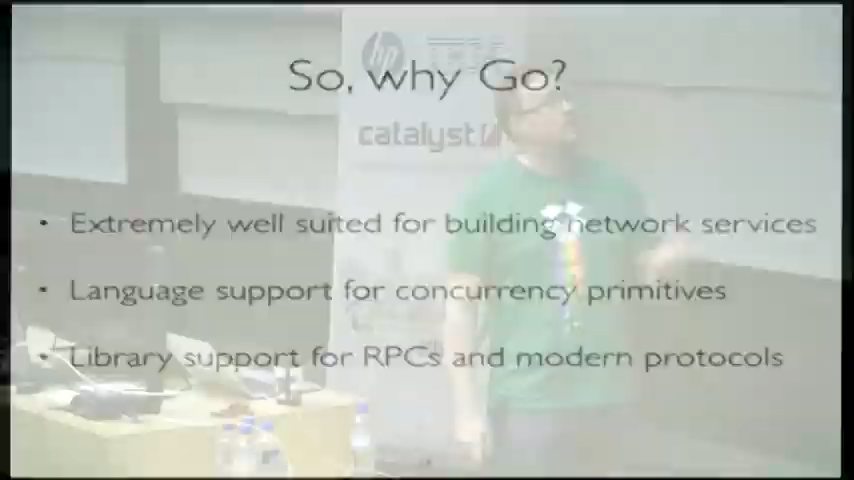 So, why Go?
hp
catalyst
• Extremely well suited for building network services
• Language support for concurrency primitives
• Library support for RPCs and modern protocols